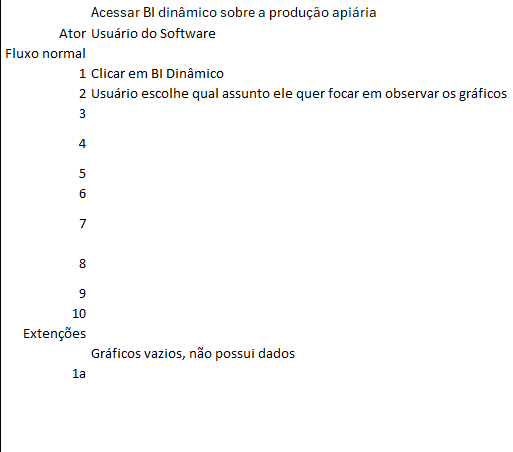 Acessar BI dinâmico sobre a produção apiária
Ator Usuário do Software
Fluxo normal
1 Clicar em BI Dinâmico
2 Usuário escolhe qual assunto ele quer focar em observar os gráficos
3
4
5
6
7
8
9
10
Extenções
Gráficos vazios, não possui dados
1a